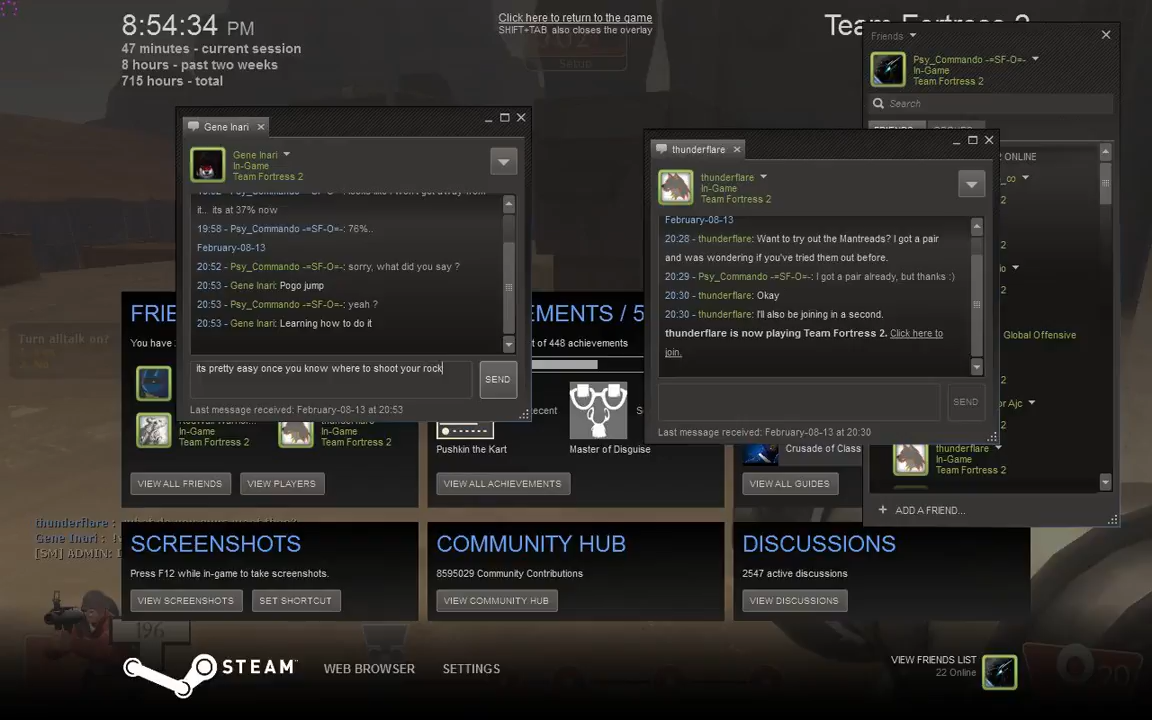 8:54:34 PM
47 minutes - current session
8 hours - past two weeks
715 hours - total
Click here to return to the game
SHIFT+TAB also closes the overlay
Setup
Team Fortress 2
Friends
Psy_Commando -=SF-O=-
In-Game
Team Fortress 2
Search
ONLINE
Global Offensive
Ajc
thunderflare
In-Game
Team Fortress 2
ADD A FRIEND...
Gene Inari
Gene Inari
In-Game
Team Fortress 2
it.. its at 37% now
19:58 - Psy_Commando -=SF-O=-: 76%..
February-08-13
20:52 - Psy_Commando -=SF-O=-: sorry, what did you say ?
20:53 - Gene Inari: Pogo jump
20:53 - Psy_Commando -=SF-O=-: yeah ?
20:53 - Gene Inari: Learning how to do it
its pretty easy once you know where to shoot your rock
SEND
Last message received: February-08-13 at 20:53
thunderflare
thunderflare
In-Game
Team Fortress 2
February-08-13
20:28 - thunderflare: Want to try out the Mantreads? I got a pair
and was wondering if you've tried them out before.
20:29 - Psy_Commando -=SF-O=-: I got a pair already, but thanks :)
20:30 - thunderflare: Okay
20:30 - thunderflare: I'll also be joining in a second.
thunderflare is now playing Team Fortress 2. Click here to
join.
SEND
Last message received: February-08-13 at 20:30
Turn alltalk on?
FRIE
You have
In-Game
Team Fortress 2
In-Game
Team Fortress 2
VIEW ALL FRIENDS
VIEW PLAYERS
EMENTS / 5
of 448 achievements
Pushkin the Kart
Master of Disguise
VIEW ALL ACHIEVEMENTS
Crusade of Class
VIEW ALL GUIDES
thunderflare
Gene Inari :
[SM] ADMIN:
SCREENSHOTS
Press F12 while in-game to take screenshots.
VIEW SCREENSHOTS
SET SHORTCUT
COMMUNITY HUB
8595029 Community Contributions
VIEW COMMUNITY HUB
DISCUSSIONS
2547 active discussions
VIEW DISCUSSIONS
196
20
STEAM
WEB BROWSER
SETTINGS
VIEW FRIENDS LIST
22 Online